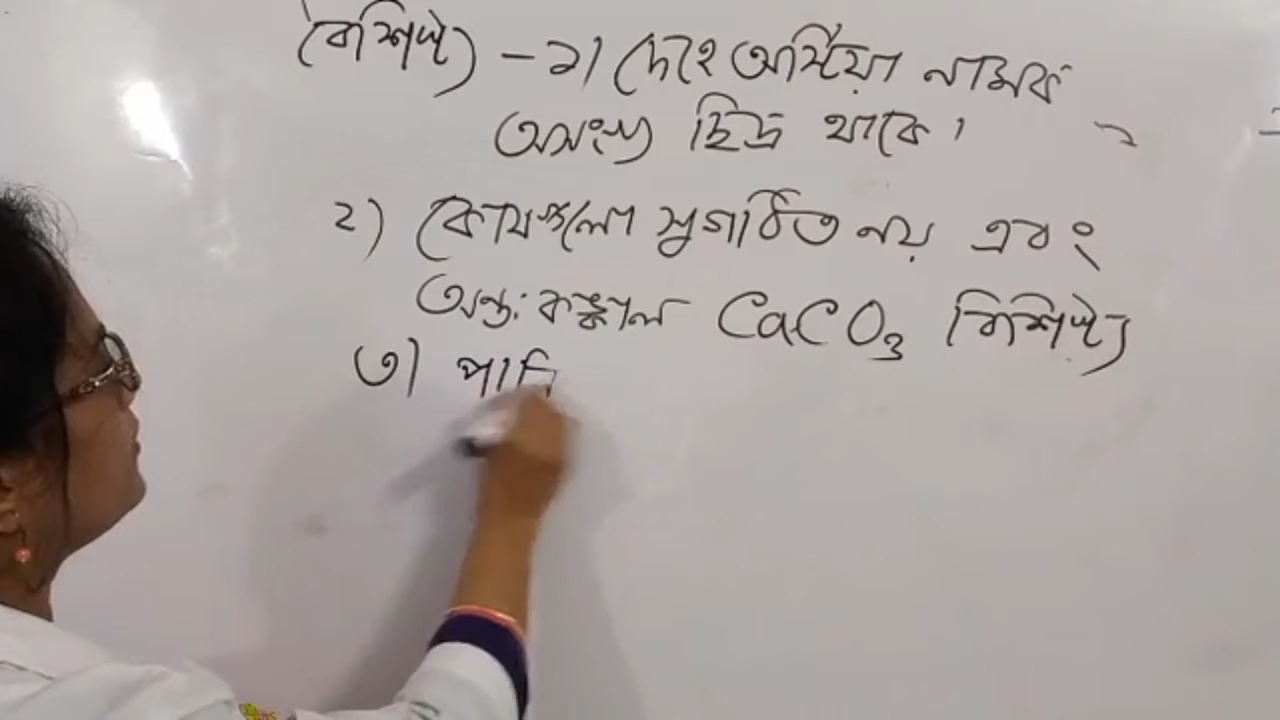 বৈশিষ্ট্য - ১। দেহে অস্টিয়া নামক
অসংখ্য ছিদ্র থাকে।
২) কোষগুলো সুগঠিত নয় এবং
অন্তঃকঙ্কাল CaCO3 বিশিষ্ট্য
৩)